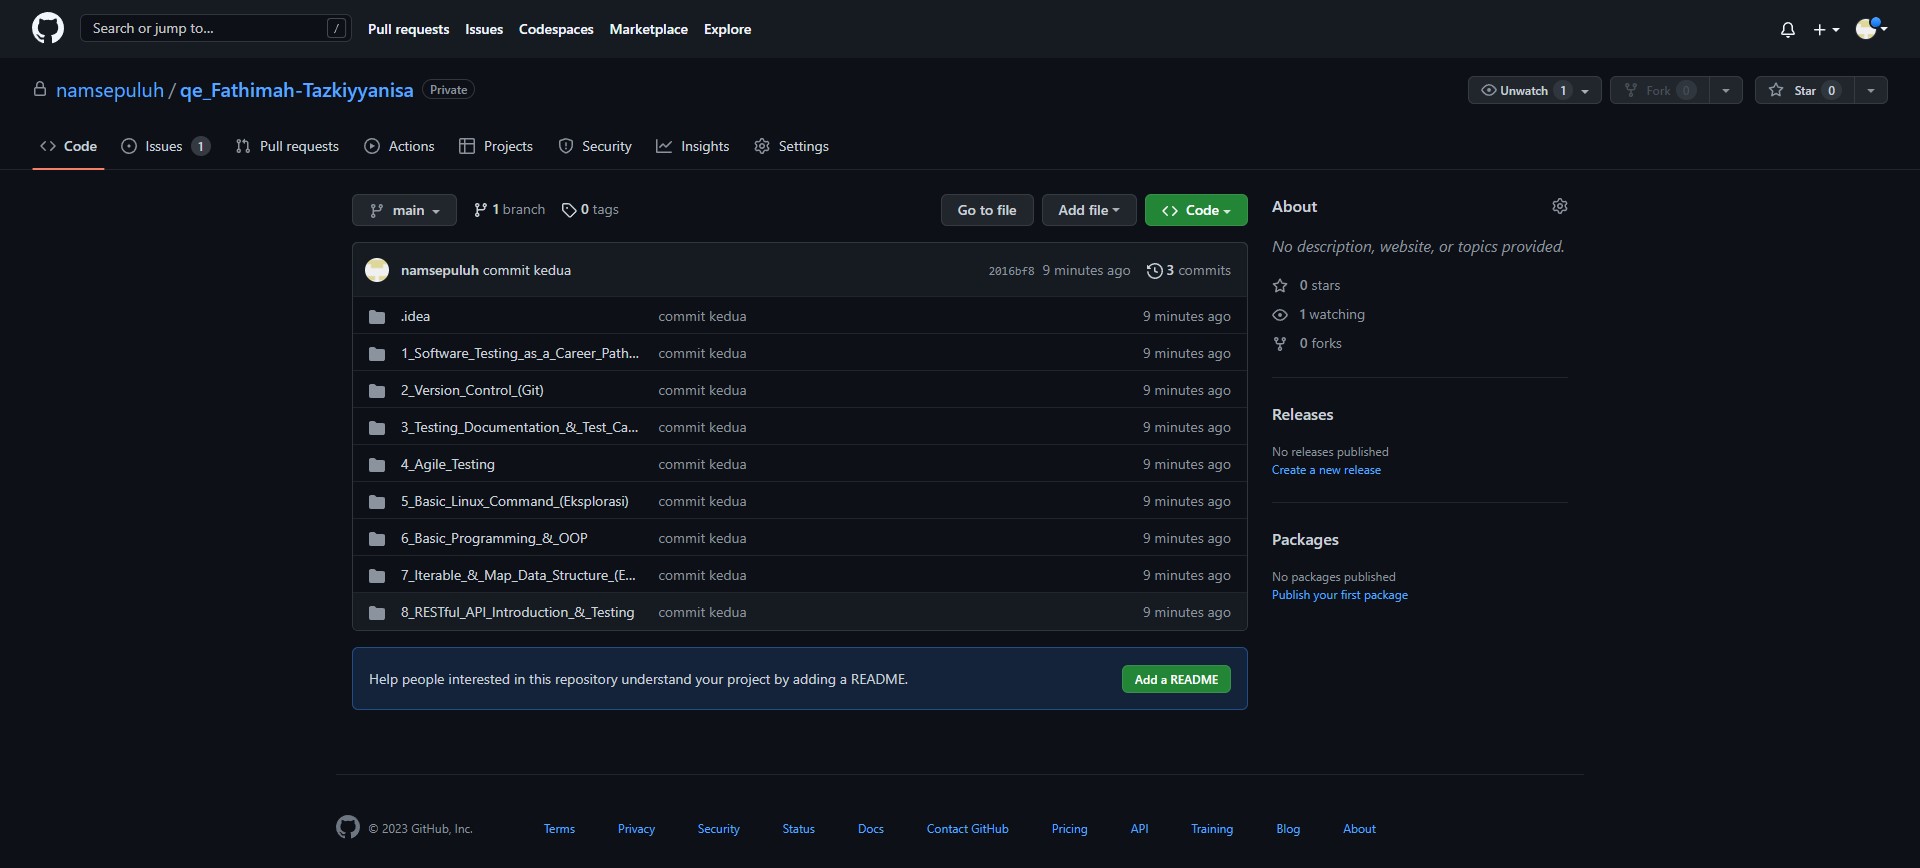 Search or jump to... /
Pull requests Issues Codespaces Marketplace Explore
namsepuluh / qe_Fathimah-Tazkiyyanisa Private
Unwatch 1 Fork 0 Star 0
Code Issues 1 Pull requests Actions Projects Security Insights Settings
main 1 branch 0 tags Go to file Add file Code
namsepuluh commit kedua 2016bf8 9 minutes ago 3 commits
.idea commit kedua 9 minutes ago
1_Software_Testing_as_a_Career_Path... commit kedua 9 minutes ago
2_Version_Control_(Git) commit kedua 9 minutes ago
3_Testing_Documentation_&_Test_Ca... commit kedua 9 minutes ago
4_Agile_Testing commit kedua 9 minutes ago
5_Basic_Linux_Command_(Eksplorasi) commit kedua 9 minutes ago
6_Basic_Programming_&_OOP commit kedua 9 minutes ago
7_Iterable_&_Map_Data_Structure_(E... commit kedua 9 minutes ago
8_RESTful_API_Introduction_&_Testing commit kedua 9 minutes ago
Help people interested in this repository understand your project by adding a README. Add a README
About
No description, website, or topics provided.
0 stars
1 watching
0 forks
Releases
No releases published
Create a new release
Packages
No packages published
Publish your first package
© 2023 GitHub, Inc. Terms Privacy Security Status Docs Contact GitHub Pricing API Training Blog About